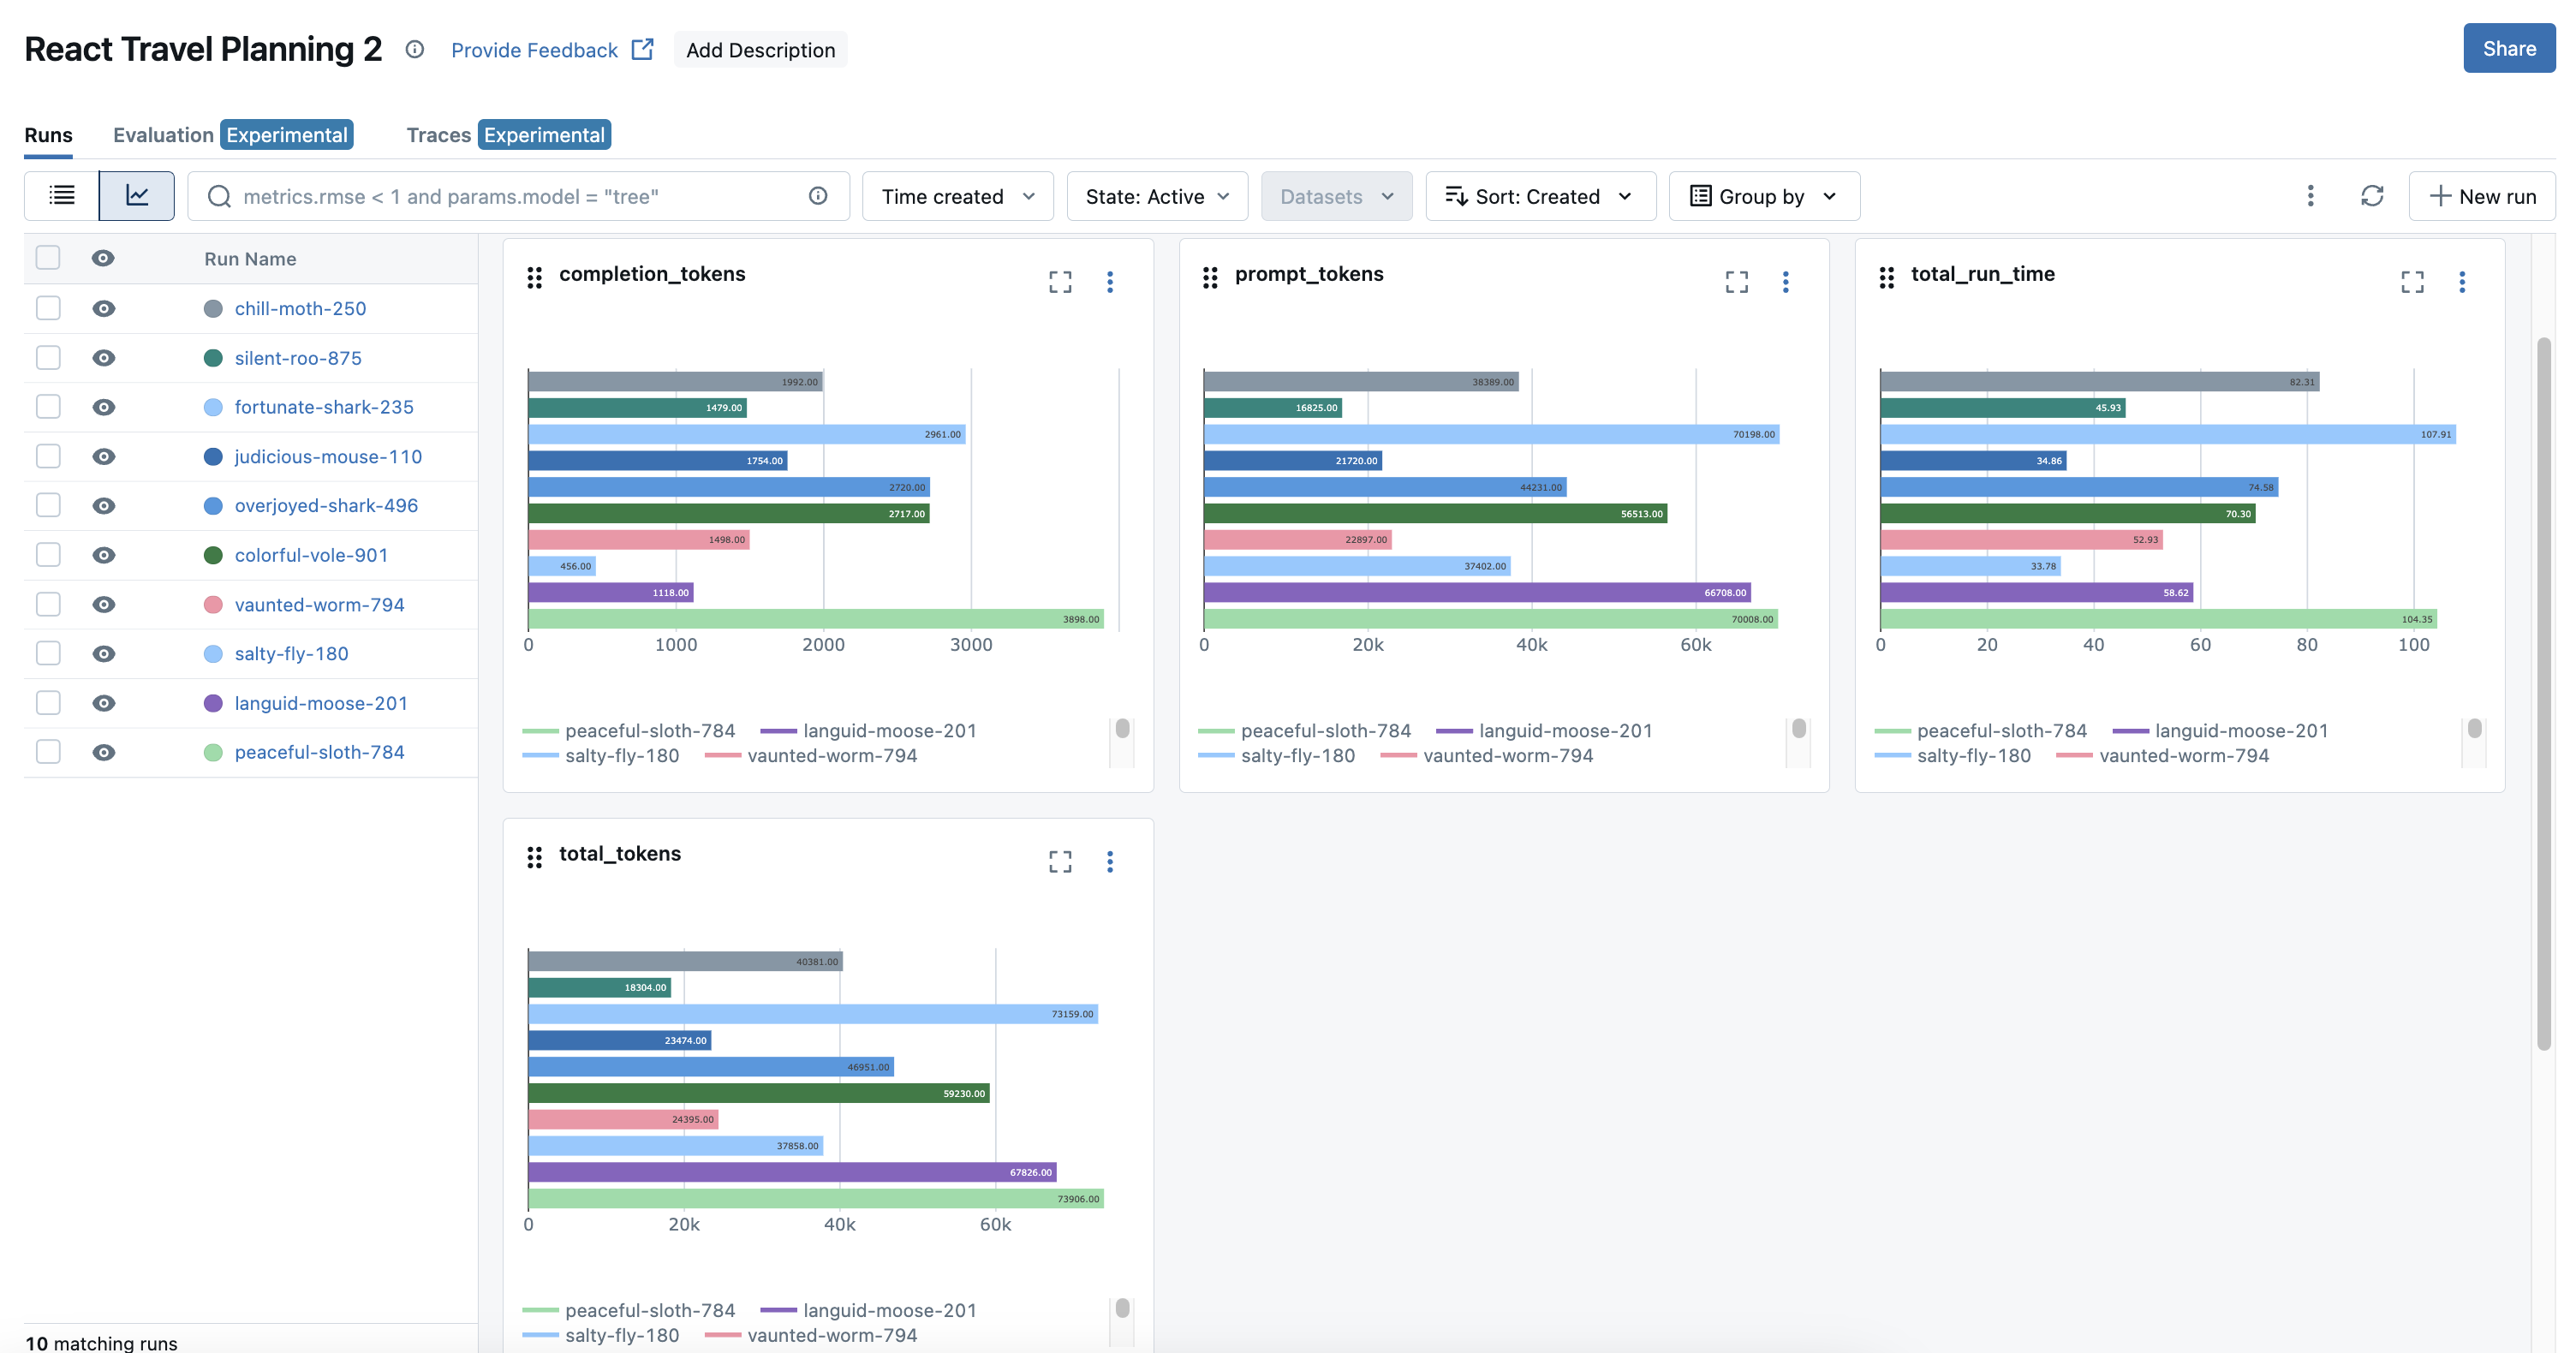 React Travel Planning 2 Provide Feedback Add Description Share
Runs Evaluation Experimental Traces Experimental
metrics.rmse < 1 and params.model = "tree" Time created State: Active Datasets Sort: Created Group by New run
Run Name
chill-moth-250
silent-roo-875
fortunate-shark-235
judicious-mouse-110
overjoyed-shark-496
colorful-vole-901
vaunted-worm-794
salty-fly-180
languid-moose-201
peaceful-sloth-784
10 matching runs
completion_tokens
1992.00
1479.00
2961.00
1754.00
2720.00
2717.00
1498.00
456.00
1118.00
3898.00
0 1000 2000 3000
peaceful-sloth-784 languid-moose-201
salty-fly-180 vaunted-worm-794
prompt_tokens
38389.00
16825.00
70198.00
21720.00
44231.00
56513.00
22897.00
37402.00
66708.00
70008.00
0 20k 40k 60k
peaceful-sloth-784 languid-moose-201
salty-fly-180 vaunted-worm-794
total_run_time
82.31
45.93
107.91
34.86
74.58
70.30
52.93
33.78
58.62
104.35
0 20 40 60 80 100
peaceful-sloth-784 languid-moose-201
salty-fly-180 vaunted-worm-794
total_tokens
40381.00
18304.00
73159.00
23474.00
46951.00
59230.00
24395.00
37858.00
67826.00
73906.00
0 20k 40k 60k
peaceful-sloth-784 languid-moose-201
salty-fly-180 vaunted-worm-794